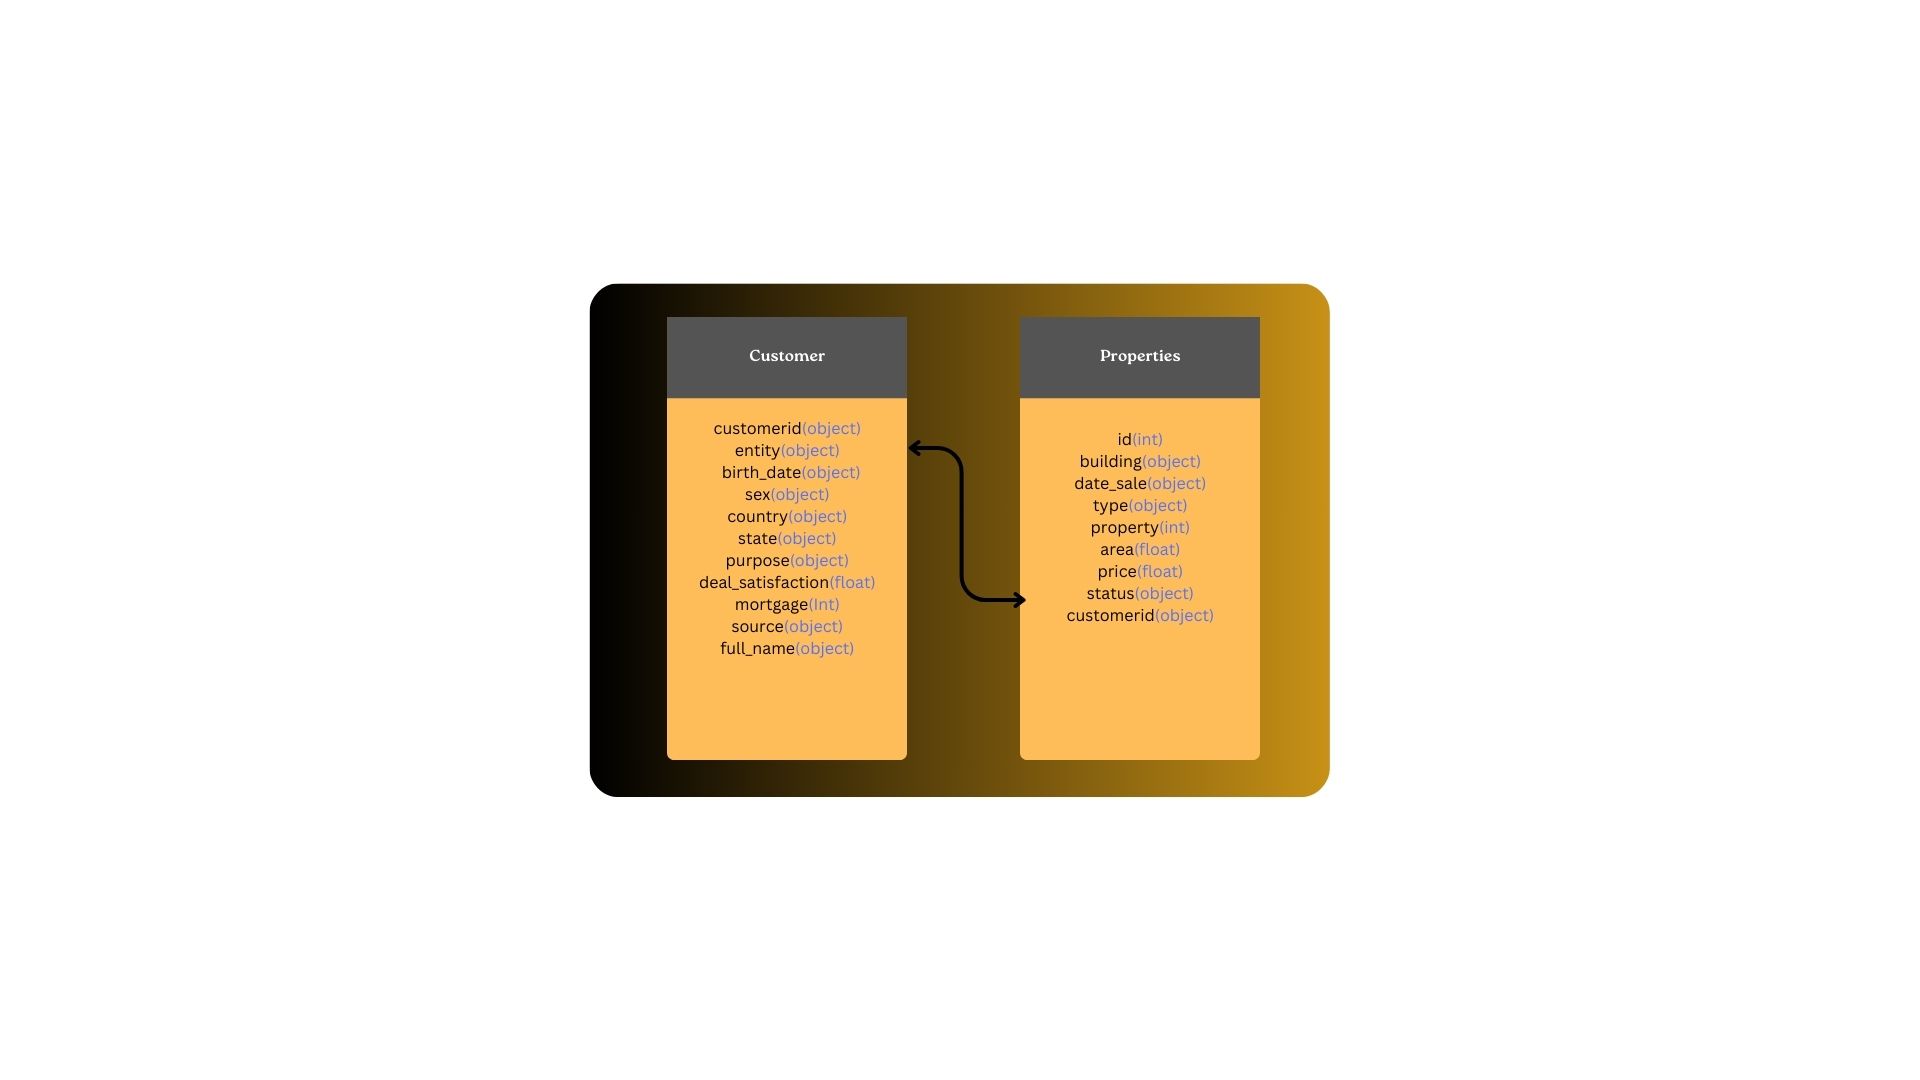 Customer
customerid(object)
entity(object)
birth_date(object)
sex(object)
country(object)
state(object)
purpose(object)
deal_satisfaction(float)
mortgage(Int)
source(object)
full_name(object)
Properties
id(int)
building(object)
date_sale(object)
type(object)
property(int)
area(float)
price(float)
status(object)
customerid(object)